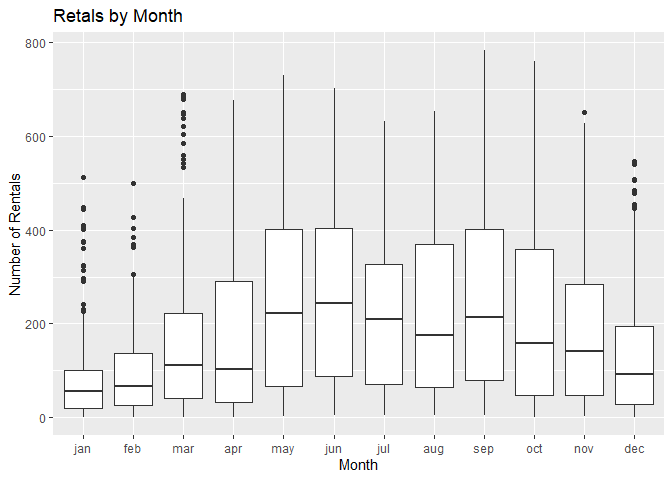 Retals by Month
800
600
400
200
0
Number of Rentals
jan feb mar apr may jun jul aug sep oct nov dec
Month